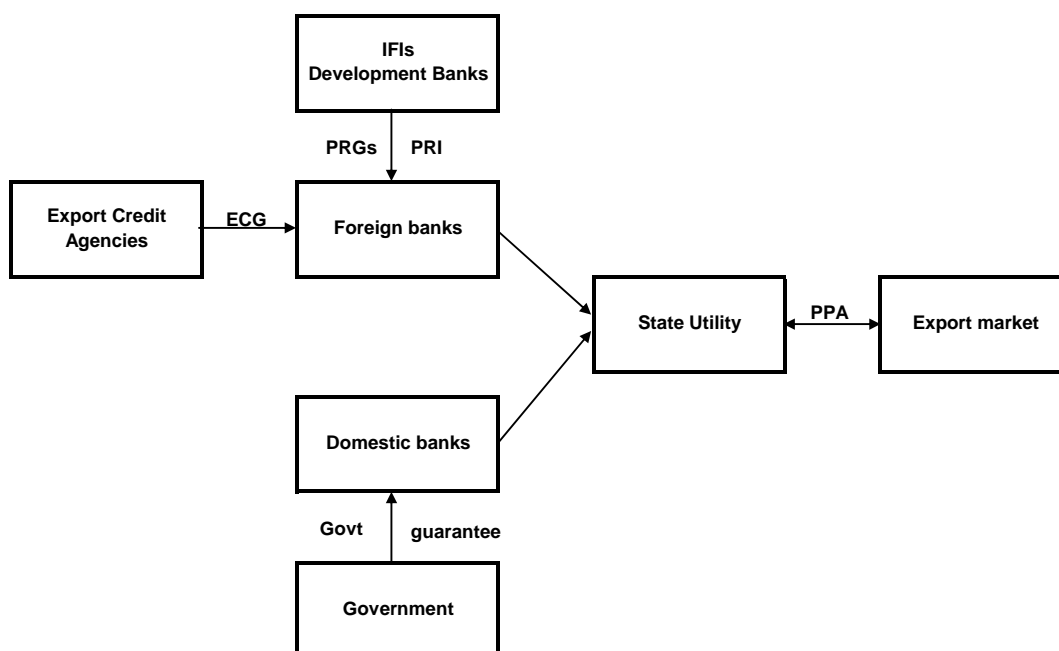 IFIs
Development Banks
PRGs PRI
Export Credit
Agencies
ECG
Foreign banks
State Utility
PPA
Export market
Domestic banks
Govt guarantee
Government